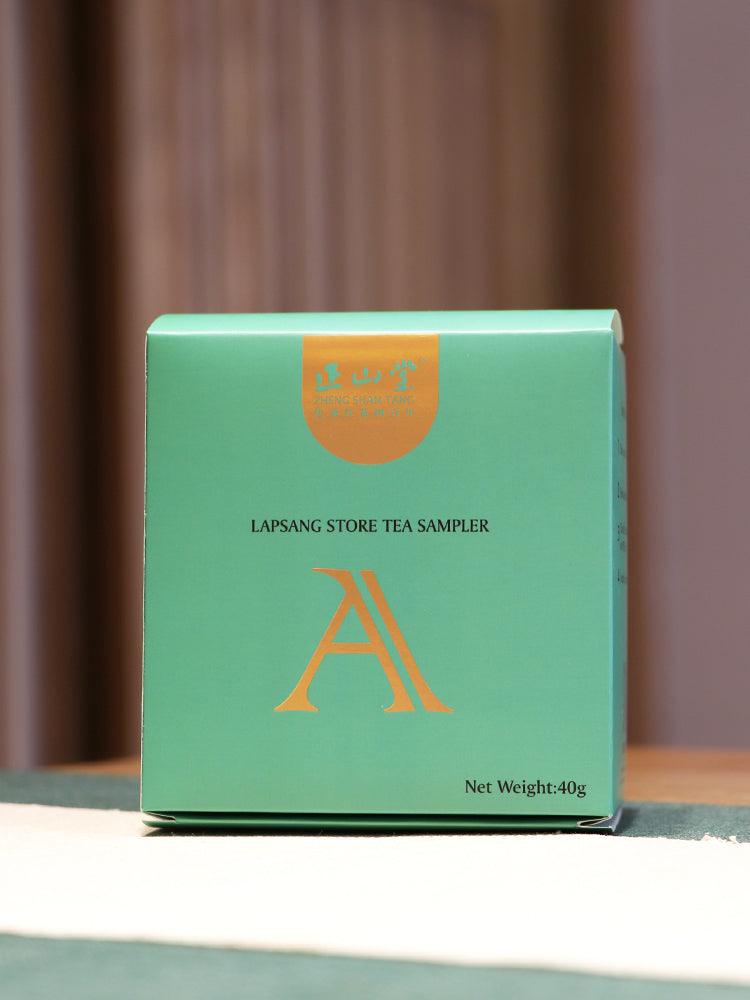 正山堂®
ZHENG SHAN TANG
LAPSANG STORE TEA SAMPLER
A
Net Weight:40g